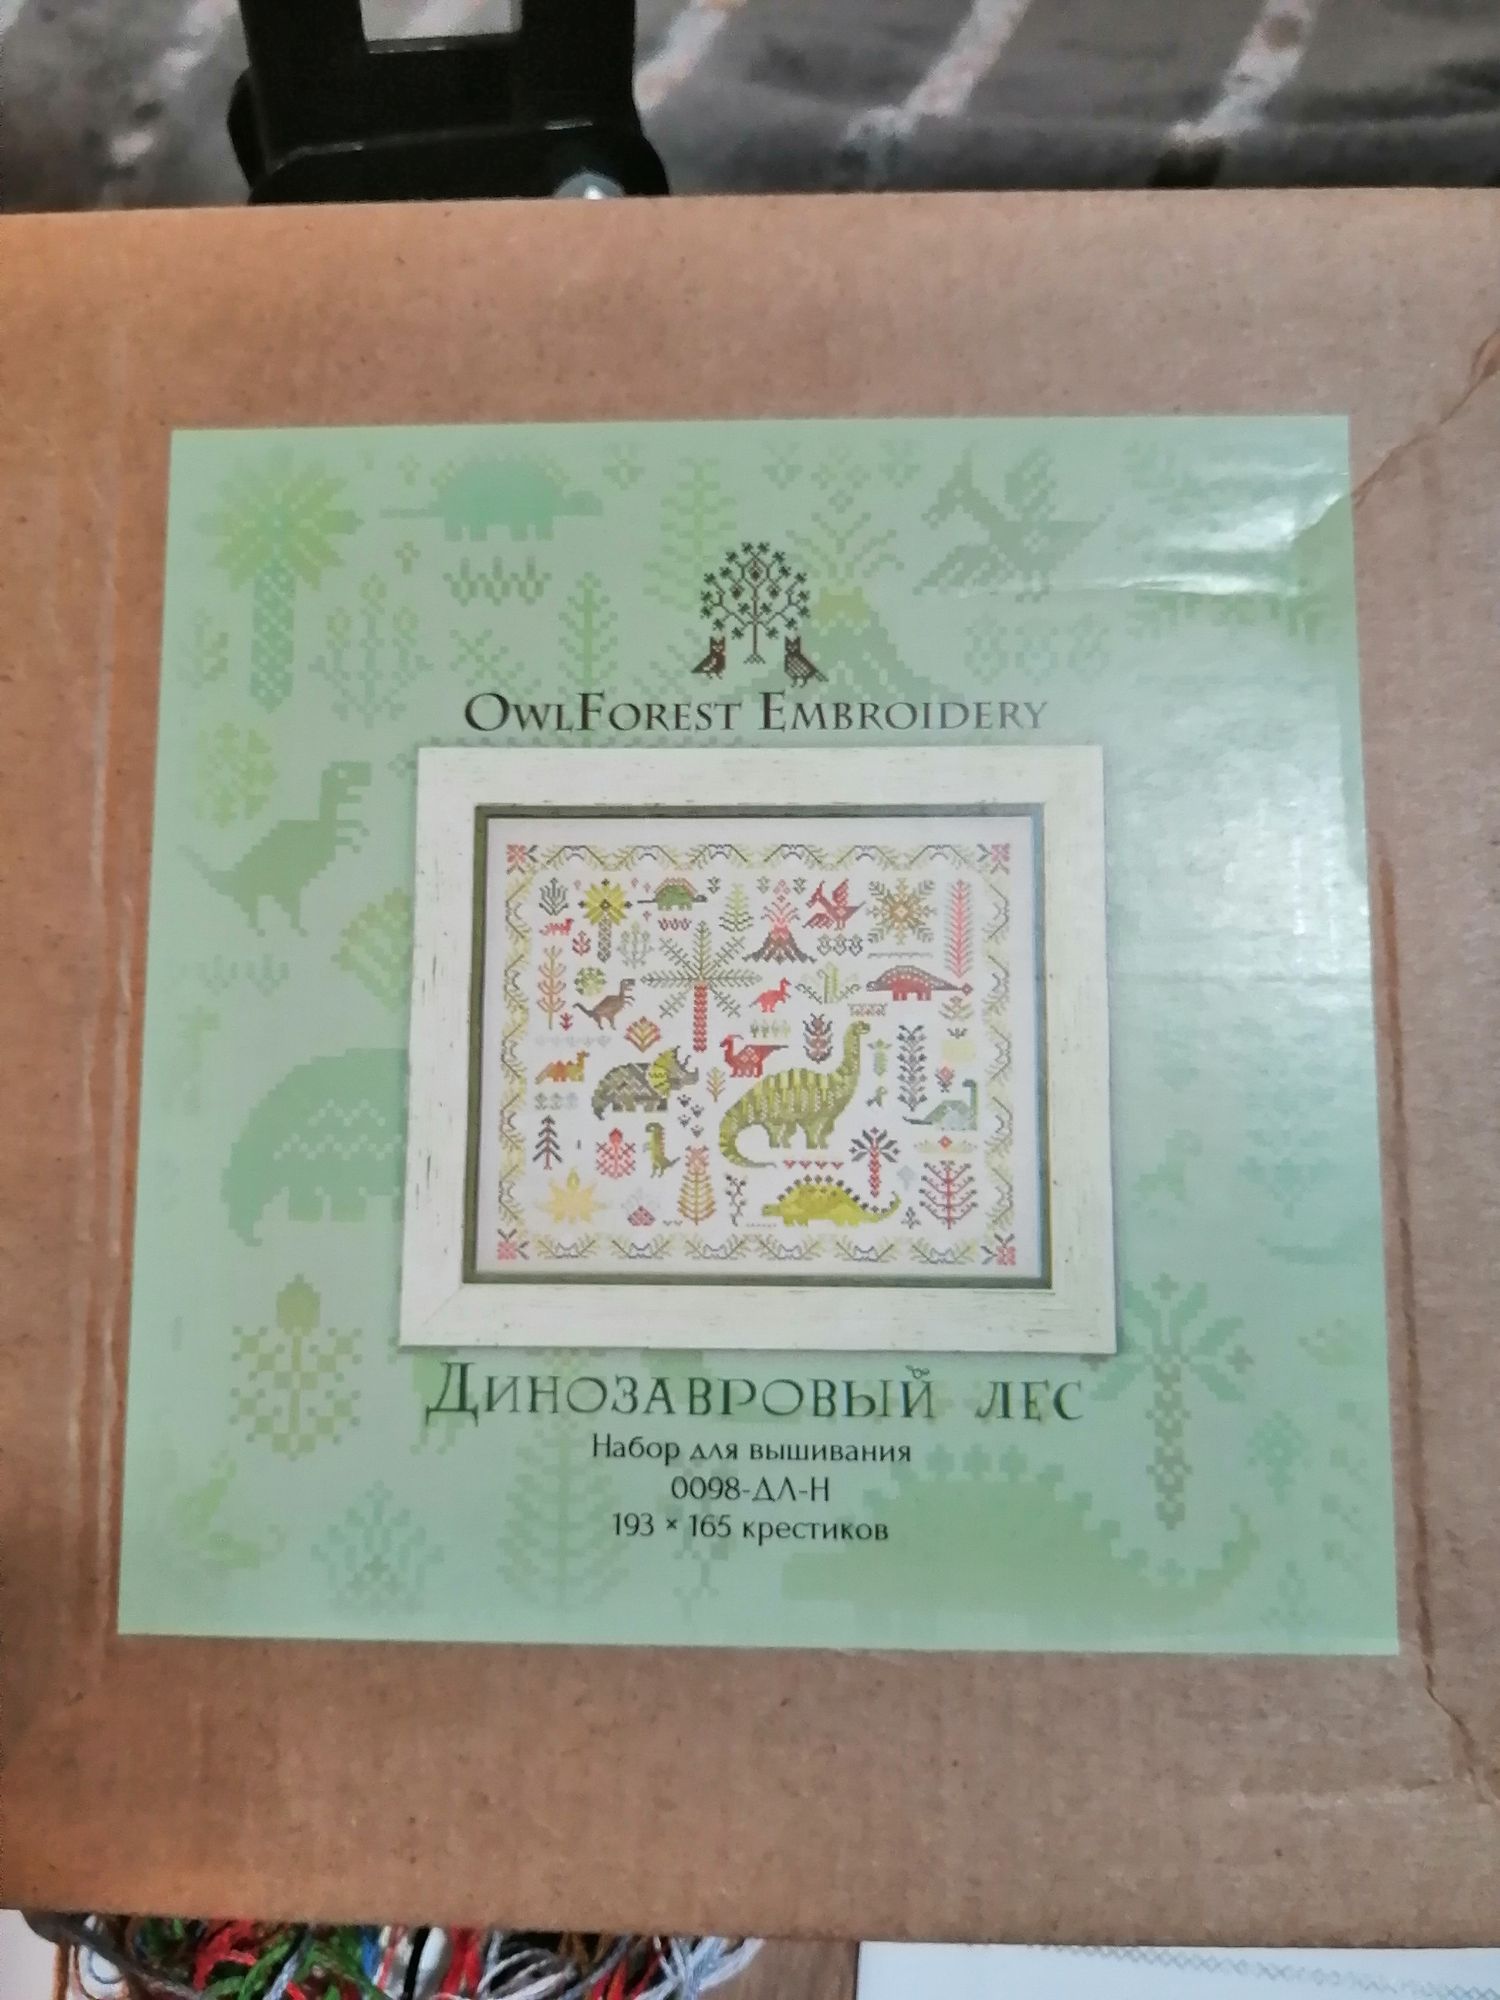 OwlForest Embroidery
Динозавровый лес
Набор для вышивания
0098-ДЛ-Н
193 × 165 крестиков